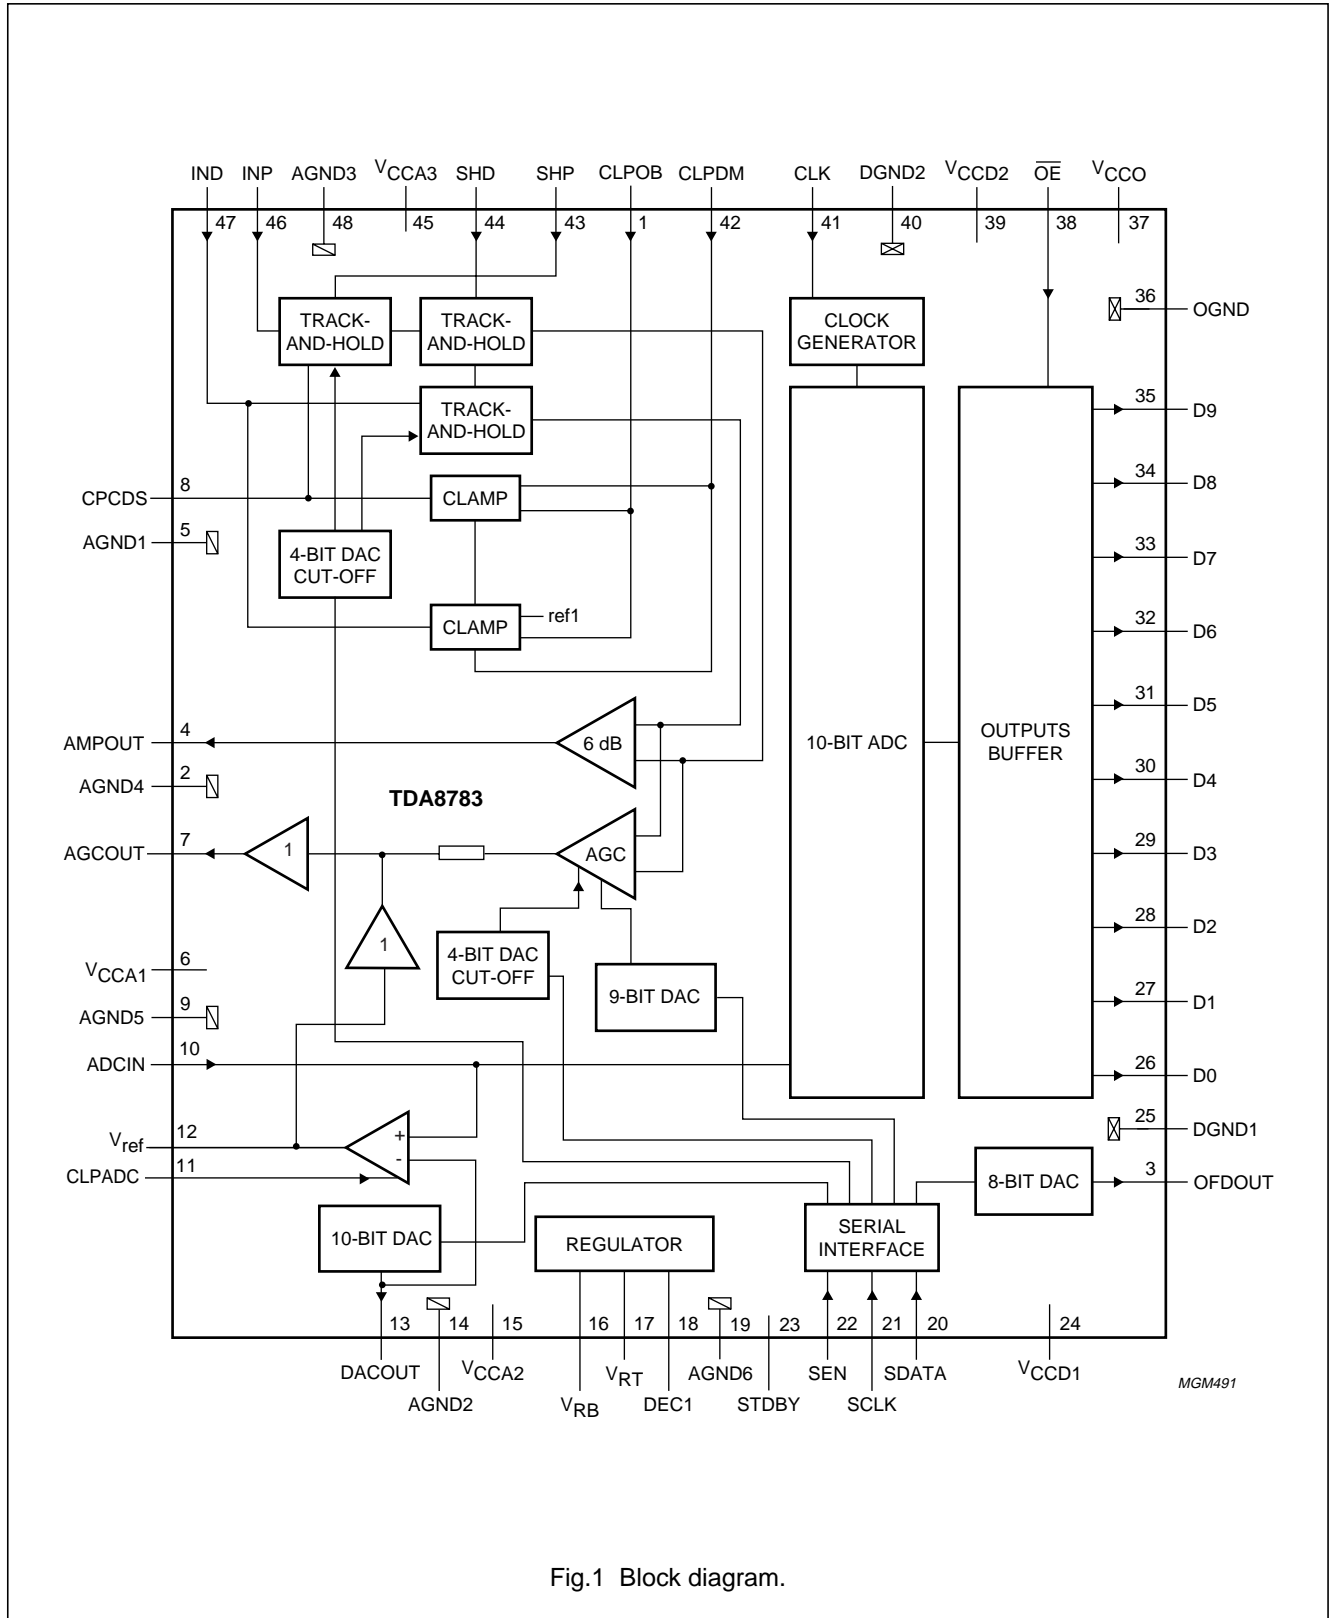 IND INP AGND3 VCCA3 SHD SHP CLPOB CLPDM CLK DGND2 VCCD2 OE VCCO
47 46 48 45 44 43 1 42 41 40 39 38 37
36 OGND
TRACK-
AND-HOLD
TRACK-
AND-HOLD
CLOCK
GENERATOR
TRACK-
AND-HOLD
35 D9
CPCDS 8
CLAMP
34 D8
AGND1 5
4-BIT DAC
CUT-OFF
33 D7
CLAMP
ref1
32 D6
31 D5
AMPOUT 4
6 dB
10-BIT ADC
OUTPUTS
BUFFER
AGND4 2
30 D4
TDA8783
AGCOUT 7
1
AGC
29 D3
1
4-BIT DAC
CUT-OFF
28 D2
VCCA1 6
9-BIT DAC
27 D1
AGND5 9
ADCIN 10
26 D0
Vref 12
+
-
25 DGND1
CLPADC 11
8-BIT DAC
3 OFDOUT
10-BIT DAC
REGULATOR
SERIAL
INTERFACE
13 14 15 16 17 18 19 23 22 21 20 24
DACOUT VCCA2 VRT AGND6 SEN SDATA VCCD1
AGND2 VRB DEC1 STDBY SCLK
MGM491
Fig.1 Block diagram.